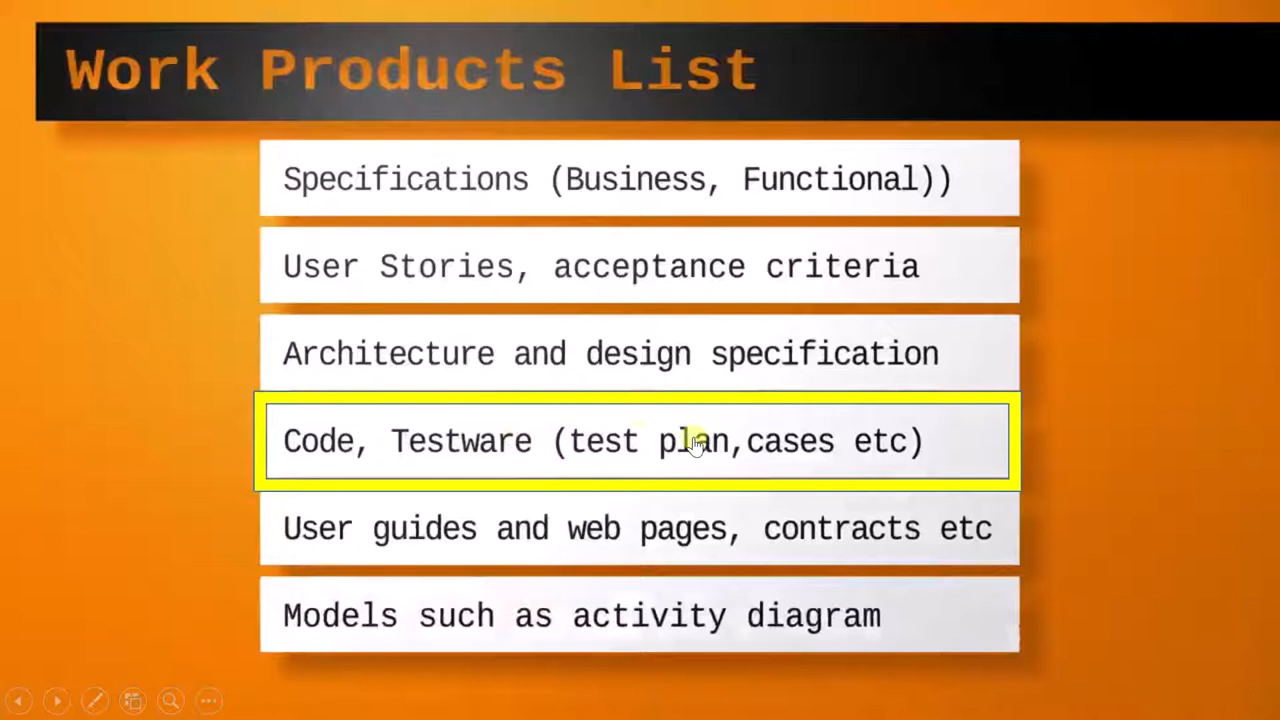 Work Products List
Specifications (Business, Functional))
User Stories, acceptance criteria
Architecture and design specification
Code, Testware (test plan,cases etc)
User guides and web pages, contracts etc
Models such as activity diagram